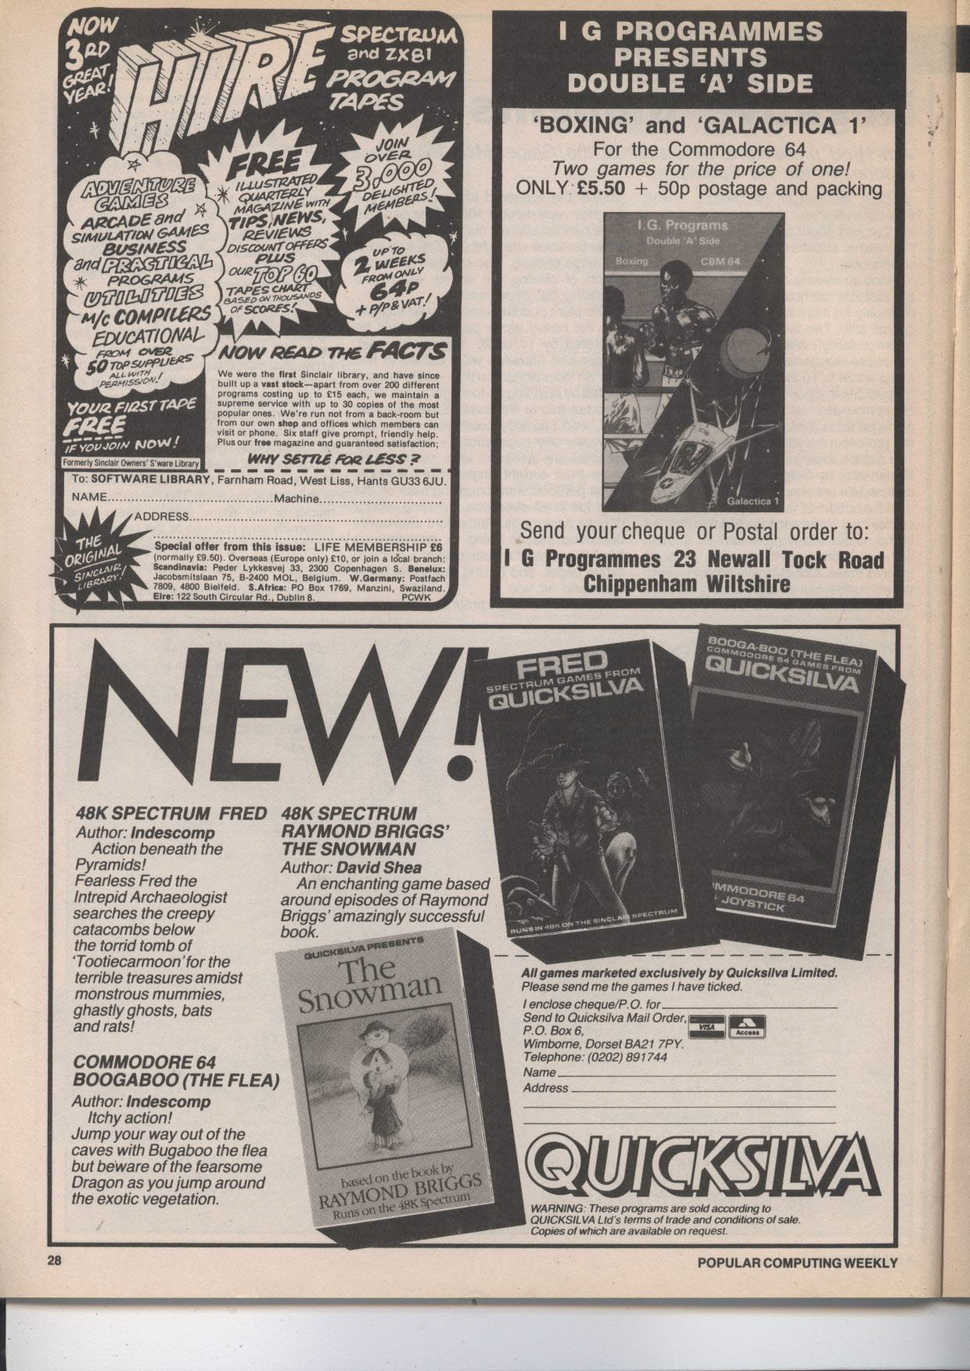 NOW
3RD
GREAT
YEAR!
HIRE
SPECTRUM
and ZX81
PROGRAM
TAPES
ADVENTURE
GAMES
ARCADE and
SIMULATION GAMES
BUSINESS
and PRACTICAL
PROGRAMS
UTILITIES
M/c COMPILERS
EDUCATIONAL
FROM OVER
50 TOP SUPPLIERS
ALL WITH
PERMISSION!
FREE
ILLUSTRATED
QUARTERLY
MAGAZINE WITH
TIPS, NEWS,
REVIEWS
DISCOUNT OFFERS
PLUS
OUR TOP 60
TAPES CHART
BASED ON THOUSANDS
OF SCORES!
JOIN
OVER
3,000
DELIGHTED
MEMBERS!
UP TO
2 WEEKS
FROM ONLY
64P
+ P/P & VAT!
YOUR FIRST TAPE
FREE
IF YOU JOIN NOW!
Formerly Sinclair Owners' S'ware Library
NOW READ THE FACTS
We were the first Sinclair library, and have since
built up a vast stock—apart from over 200 different
programs costing up to £15 each, we maintain a
supreme service with up to 30 copies of the most
popular ones. We're run not from a back-room but
from our own shop and offices which members can
visit or phone. Six staff give prompt, friendly help.
Plus our free magazine and guaranteed satisfaction;
WHY SETTLE FOR LESS?
To: SOFTWARE LIBRARY, Farnham Road, West Liss, Hants GU33 6JU.
NAME..............................Machine..............................
ADDRESS..............................
THE
ORIGINAL
SINCLAIR
LIBRARY!
Special offer from this issue: LIFE MEMBERSHIP £6
(normally £9.50). Overseas (Europe only) £10, or join a local branch:
Scandinavia: Peder Lykkesvej 33, 2300 Copenhagen S. Benelux:
Jacobsmitslaan 75, B-2400 MOL, Belgium. W.Germany: Postfach
7809, 4800 Bielfeld. S.Africa: PO Box 1769, Manzini, Swaziland.
Eire: 122 South Circular Rd., Dublin 8. PCWK
I G PROGRAMMES
PRESENTS
DOUBLE 'A' SIDE
'BOXING' and 'GALACTICA 1'
For the Commodore 64
Two games for the price of one!
ONLY £5.50 + 50p postage and packing
I.G. Programs
Double 'A' Side
Boxing CBM 64
Galactica 1
Send your cheque or Postal order to:
I G Programmes 23 Newall Tock Road
Chippenham Wiltshire
NEW!
FRED
SPECTRUM GAMES FROM
QUICKSILVA
RUNS IN 48K ON THE SINCLAIR SPECTRUM
BOOGA-BOO (THE FLEA)
COMMODORE 64 GAMES FROM
QUICKSILVA
MMODORE 64
JOYSTICK
48K SPECTRUM FRED
Author: Indescomp
Action beneath the
Pyramids!
Fearless Fred the
Intrepid Archaeologist
searches the creepy
catacombs below
the torrid tomb of
'Tootiecarmoon' for the
terrible treasures amidst
monstrous mummies,
ghastly ghosts, bats
and rats!
COMMODORE 64
BOOGABOO (THE FLEA)
Author: Indescomp
Itchy action!
Jump your way out of the
caves with Bugaboo the flea
but beware of the fearsome
Dragon as you jump around
the exotic vegetation.
48K SPECTRUM
RAYMOND BRIGGS'
THE SNOWMAN
Author: David Shea
An enchanting game based
around episodes of Raymond
Briggs' amazingly successful
book.
QUICKSILVA PRESENTS
The
Snowman
based on the book by
RAYMOND BRIGGS
Runs on the 48K Spectrum
All games marketed exclusively by Quicksilva Limited.
Please send me the games I have ticked.
I enclose cheque/P.O. for
Send to Quicksilva Mail Order,
P.O. Box 6,
Wimborne, Dorset BA21 7PY.
Telephone: (0202) 891744
VISA
Access
Name
Address
QUICKSILVA
WARNING: These programs are sold according to
QUICKSILVA Ltd's terms of trade and conditions of sale.
Copies of which are available on request.
28
POPULAR COMPUTING WEEKLY